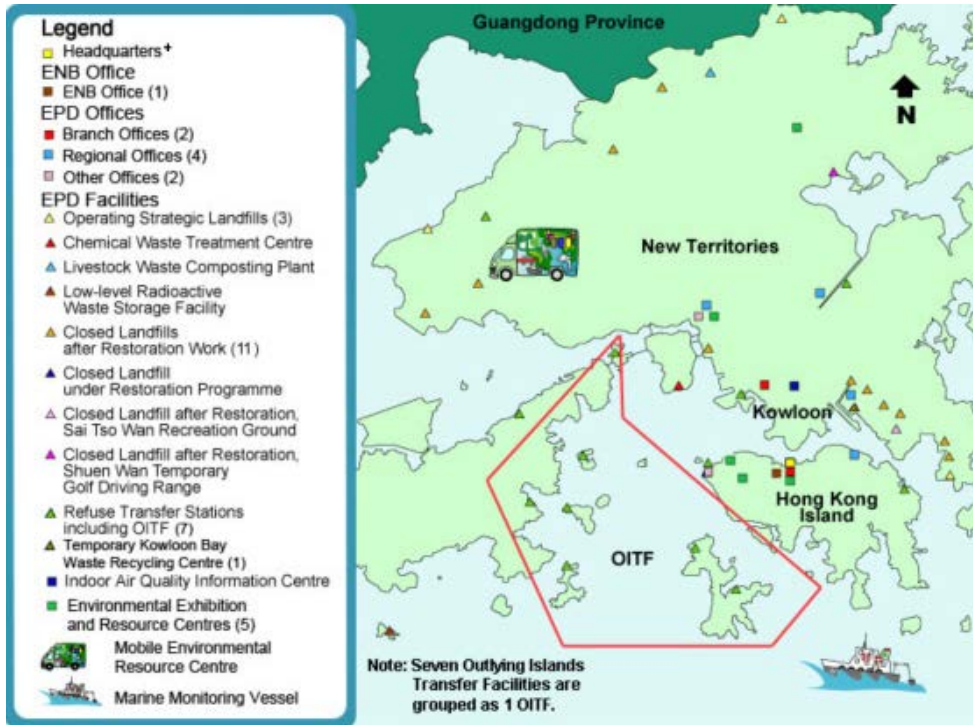 Legend
Headquarters+
ENB Office
ENB Office (1)
EPD Offices
Branch Offices (2)
Regional Offices (4)
Other Offices (2)
EPD Facilities
Operating Strategic Landfills (3)
Chemical Waste Treatment Centre
Livestock Waste Composting Plant
Low-level Radioactive
Waste Storage Facility
Closed Landfills
after Restoration Work (11)
Closed Landfill
under Restoration Programme
Closed Landfill after Restoration,
Sai Tso Wan Recreation Ground
Closed Landfill after Restoration,
Shuen Wan Temporary
Golf Driving Range
Refuse Transfer Stations
including OITF (7)
Temporary Kowloon Bay
Waste Recycling Centre (1)
Indoor Air Quality Information Centre
Environmental Exhibition
and Resource Centres (5)
Mobile Environmental
Resource Centre
Marine Monitoring Vessel
Guangdong Province
N
New Territories
Kowloon
Hong Kong
Island
OITF
Note: Seven Outlying Islands
Transfer Facilities are
grouped as 1 OITF.